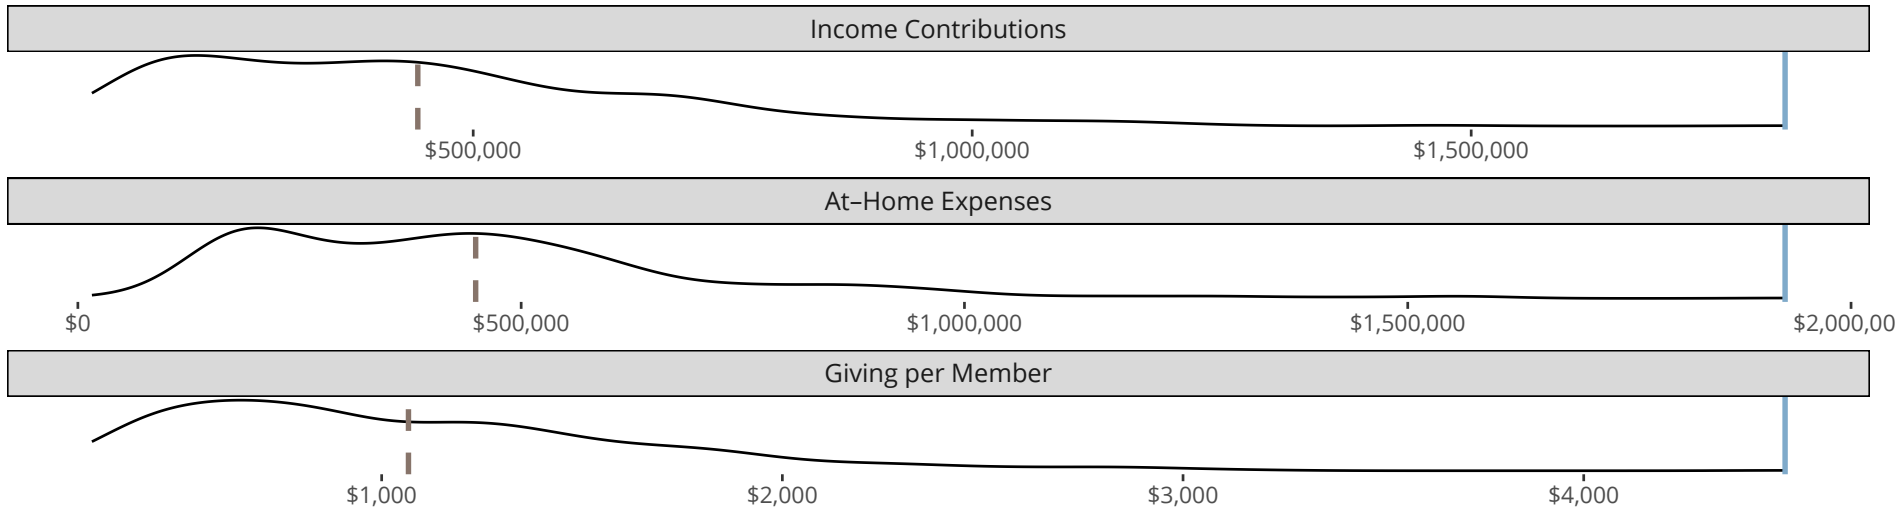 Income Contributions
$500,000 $1,000,000 $1,500,000
At–Home Expenses
$0 $500,000 $1,000,000 $1,500,000 $2,000,00
Giving per Member
$1,000 $2,000 $3,000 $4,000